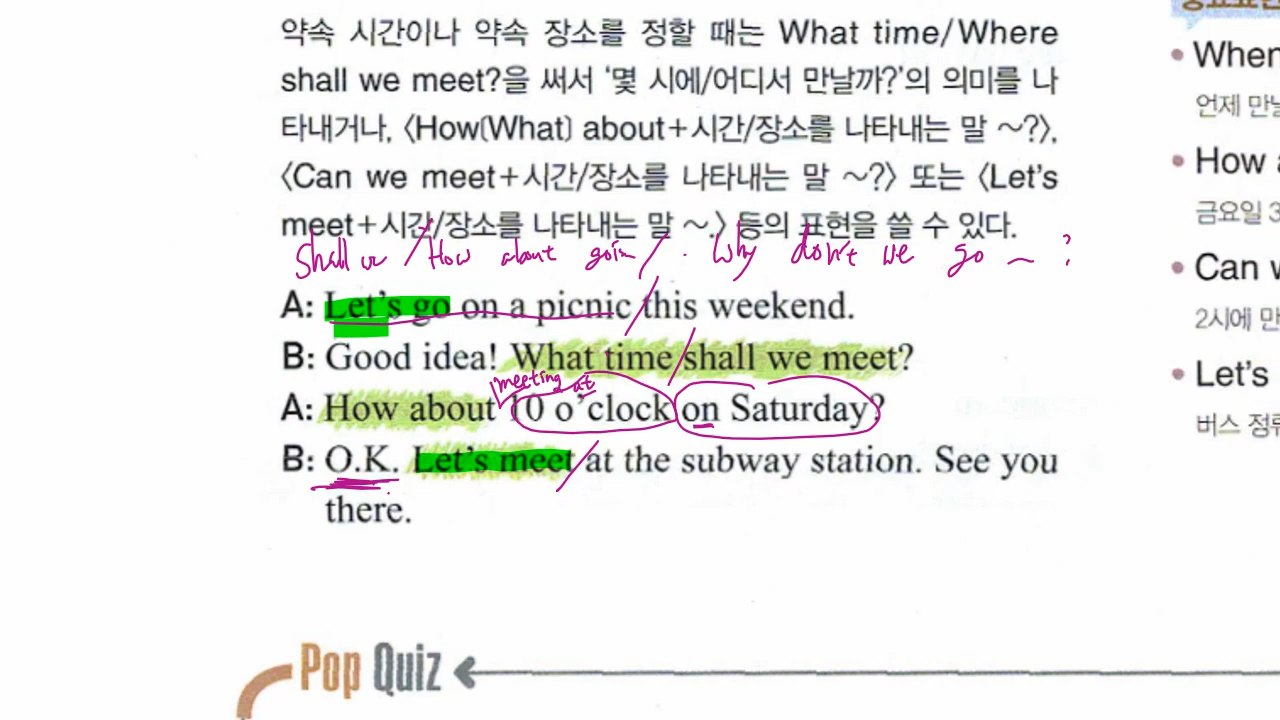 약속 시간이나 약속 장소를 정할 때는 What time/Where
shall we meet?을 써서 '몇 시에/어디서 만날까?'의 의미를 나
타내거나, 〈How(What) about+시간/장소를 나타내는 말 ~?〉,
〈Can we meet+시간/장소를 나타내는 말 ~?〉 또는 〈Let's
meet+시간/장소를 나타내는 말 ~.〉 등의 표현을 쓸 수 있다.
Shall we / How about goin / . Why don't we go ~ ?
A: Let's go on a picnic this weekend.
B: Good idea! What time shall we meet?
meeting at
A: How about 10 o'clock on Saturday?
B: O.K. Let's meet at the subway station. See you
there.
Pop Quiz
• When
언제 만
• How
금요일 3
• Can
2시에 만
• Let's
버스 정